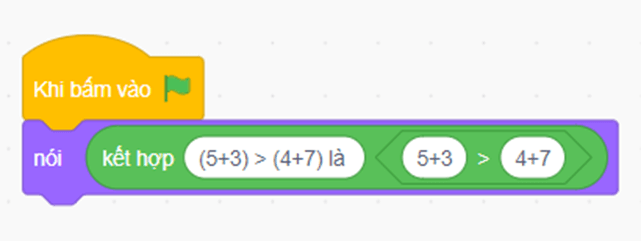 Khi bấm vào
nói kết hợp (5+3) > (4+7) là 5+3 > 4+7